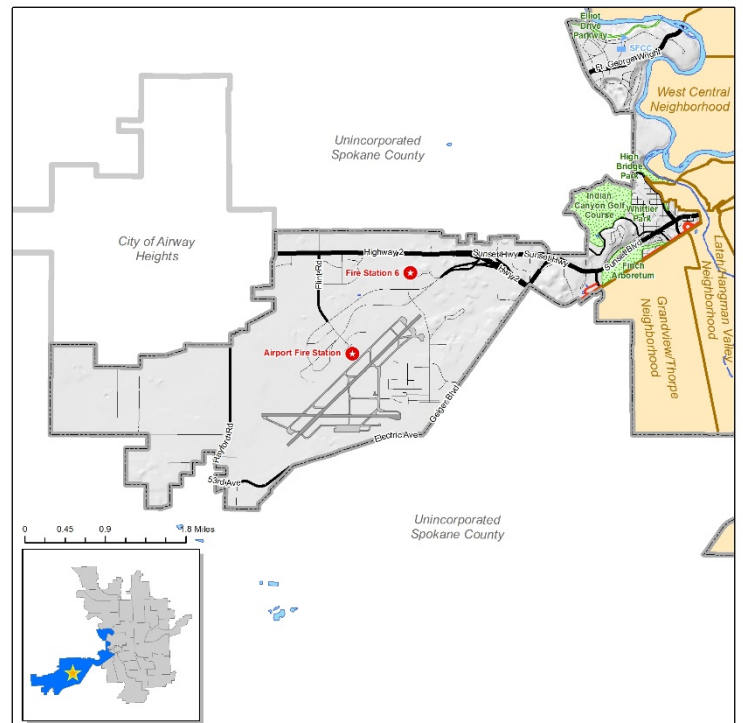 Elliot
Drive
Parkway
SFCC
Ft. George Wright
West Central
Neighborhood
Unincorporated
Spokane County
High
Bridge
Park
Indian
Canyon Golf
Course
Whittier
Park
City of Airway
Heights
Highway 2
Sunset Hwy
Sunset Hwy
Hwy 2
Sunset Blvd
Finch
Arboretum
Latah/Hangman Valley
Neighborhood
Grandview/Thorpe
Neighborhood
Flint Rd
Fire Station 6
Airport Fire Station
Geiger Blvd
Electric Ave
Hayford Rd
53rd Ave
Unincorporated
Spokane County
0 0.45 0.9 1.8 Miles